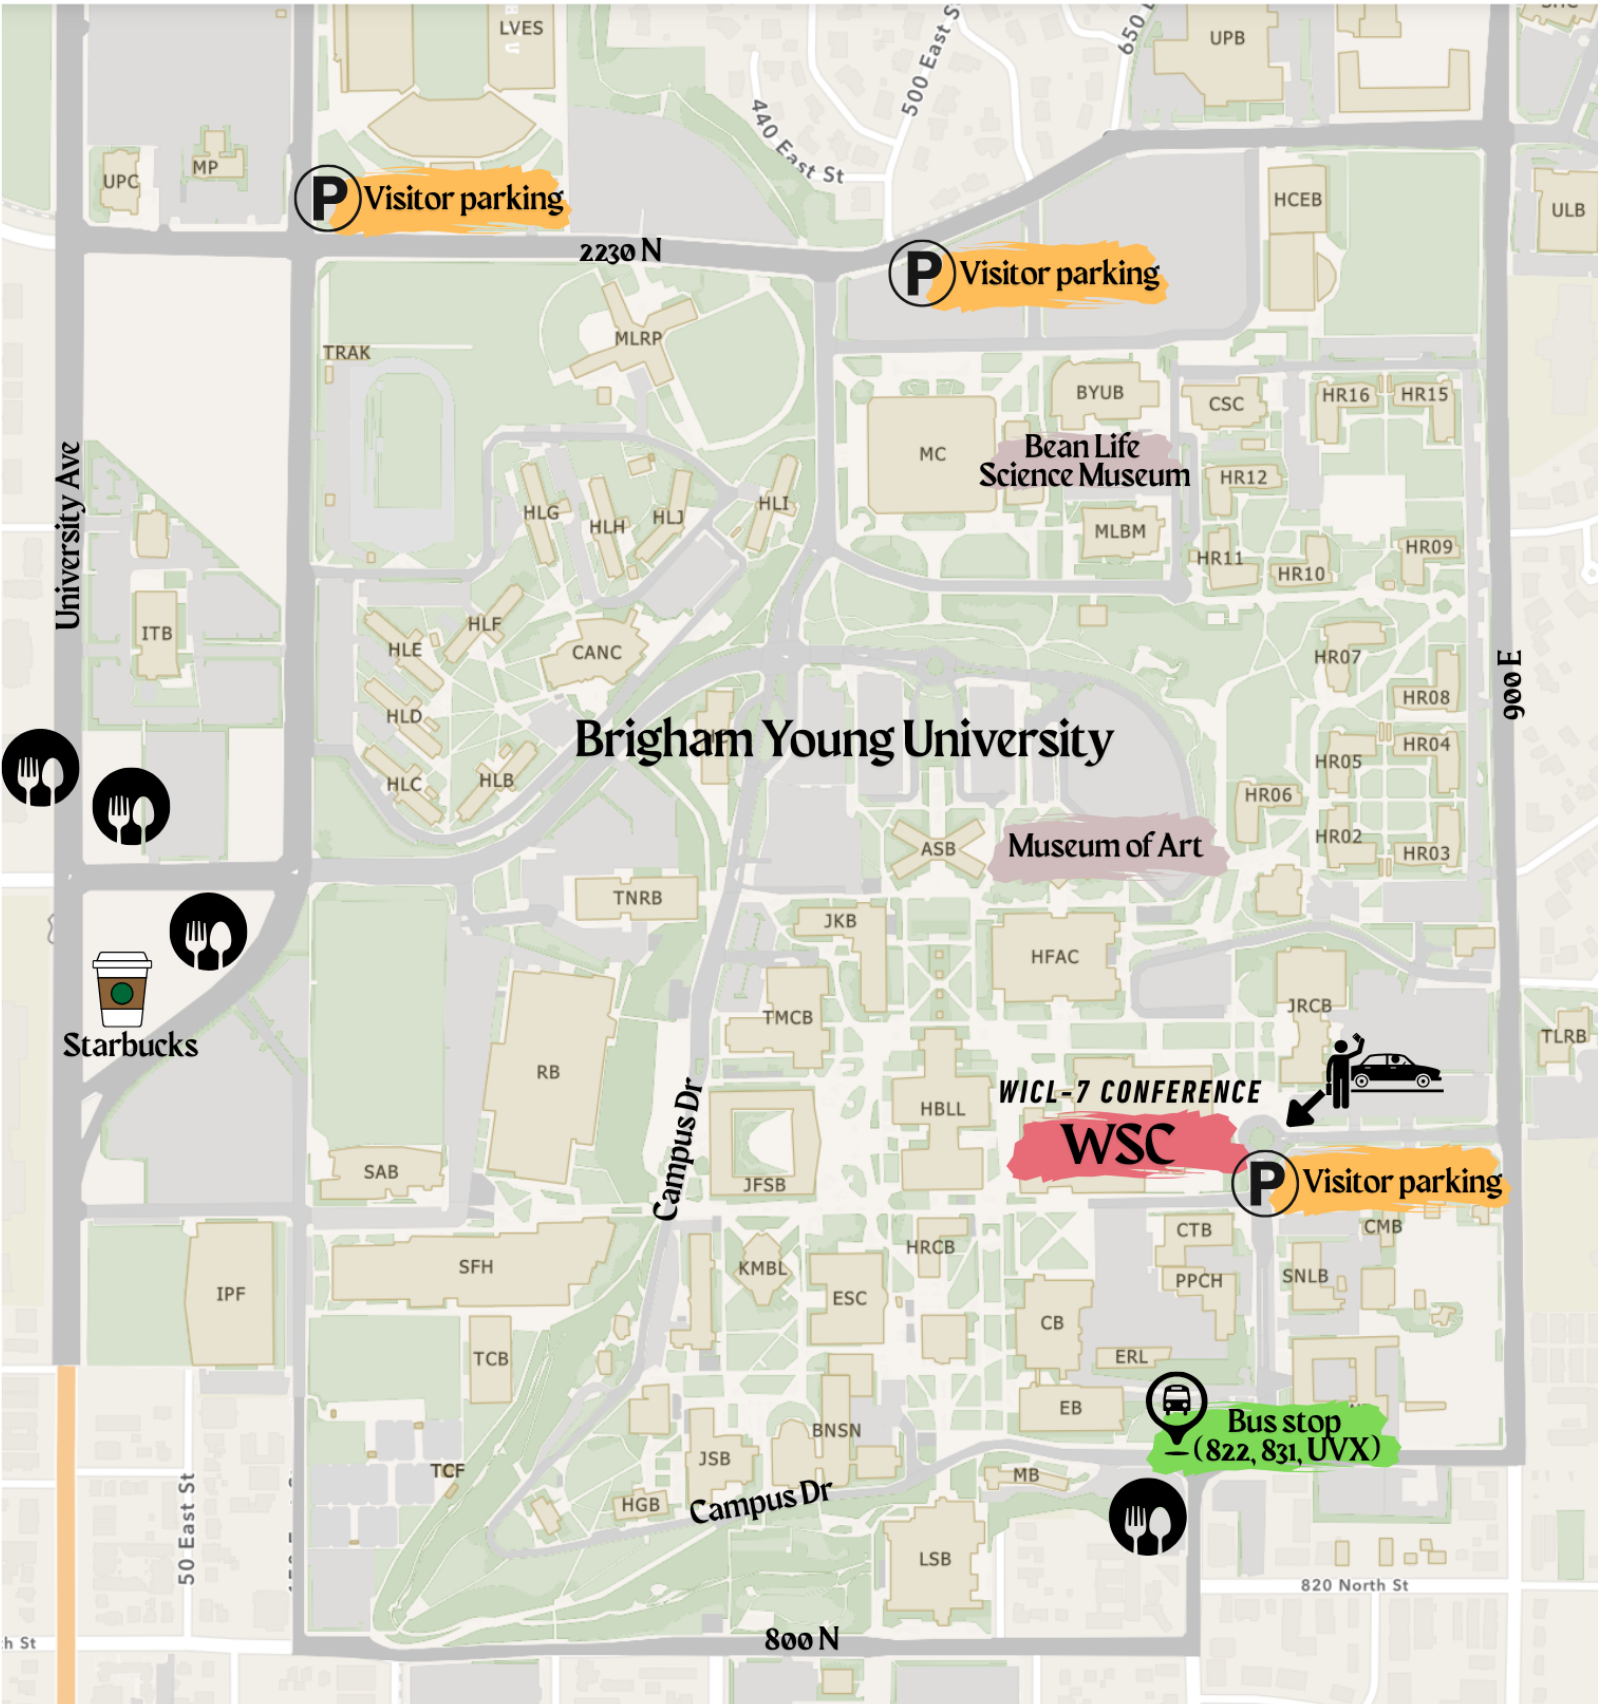 LVES
500 East S
650
UPB
440 East St
UPC
MP
P Visitor parking
HCEB
ULB
2230 N
P Visitor parking
MLRP
TRAK
BYUB
CSC
HR16
HR15
MC
Bean Life
Science Museum
HR12
University Ave
HLG
HLH
HLJ
HLI
MLBM
HR11
HR10
HR09
ITB
HLF
HLE
CANC
HR07
900 E
HR08
HLD
Brigham Young University
HR05
HR04
HLC
HLB
HR06
HR02
HR03
ASB
Museum of Art
TNRB
JKB
HFAC
JRCB
TMCB
TLRB
Starbucks
RB
WICL-7 CONFERENCE
HBLL
WSC
Campus Dr
SAB
JFSB
P Visitor parking
CTB
CMB
HRCB
SFH
KMBL
PPCH
SNLB
IPF
ESC
CB
TCB
ERL
EB
Bus stop
(822, 831, UVX)
BNSN
JSB
TCF
MB
HGB
Campus Dr
50 East St
LSB
820 North St
800 N
h St